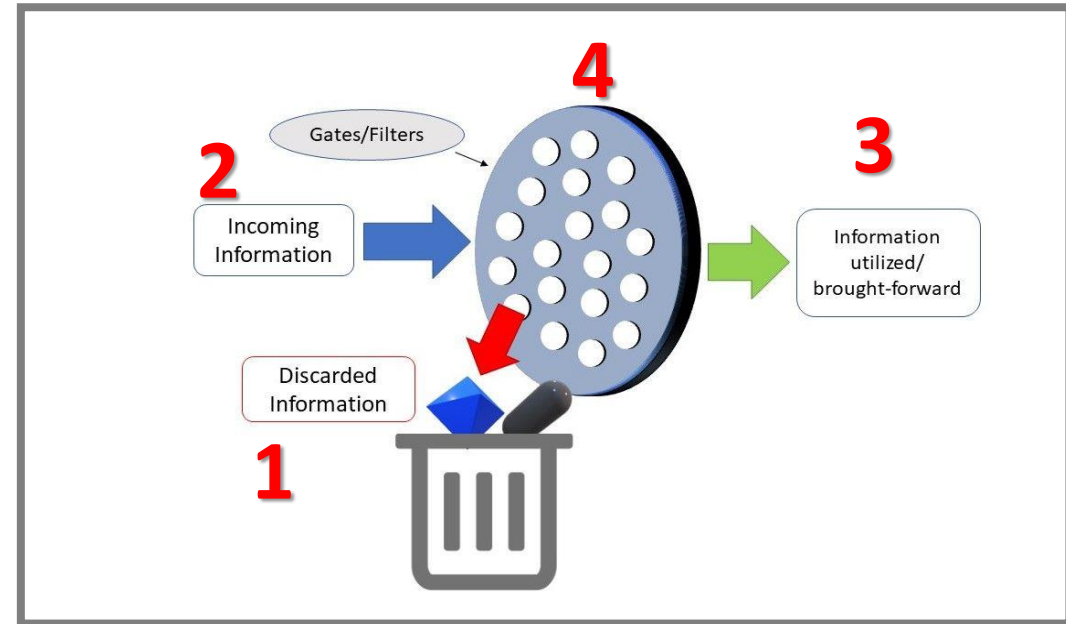 4
Gates/Filters
2
3
Incoming
Information
Information
utilized/
brought-forward
Discarded
Information
1